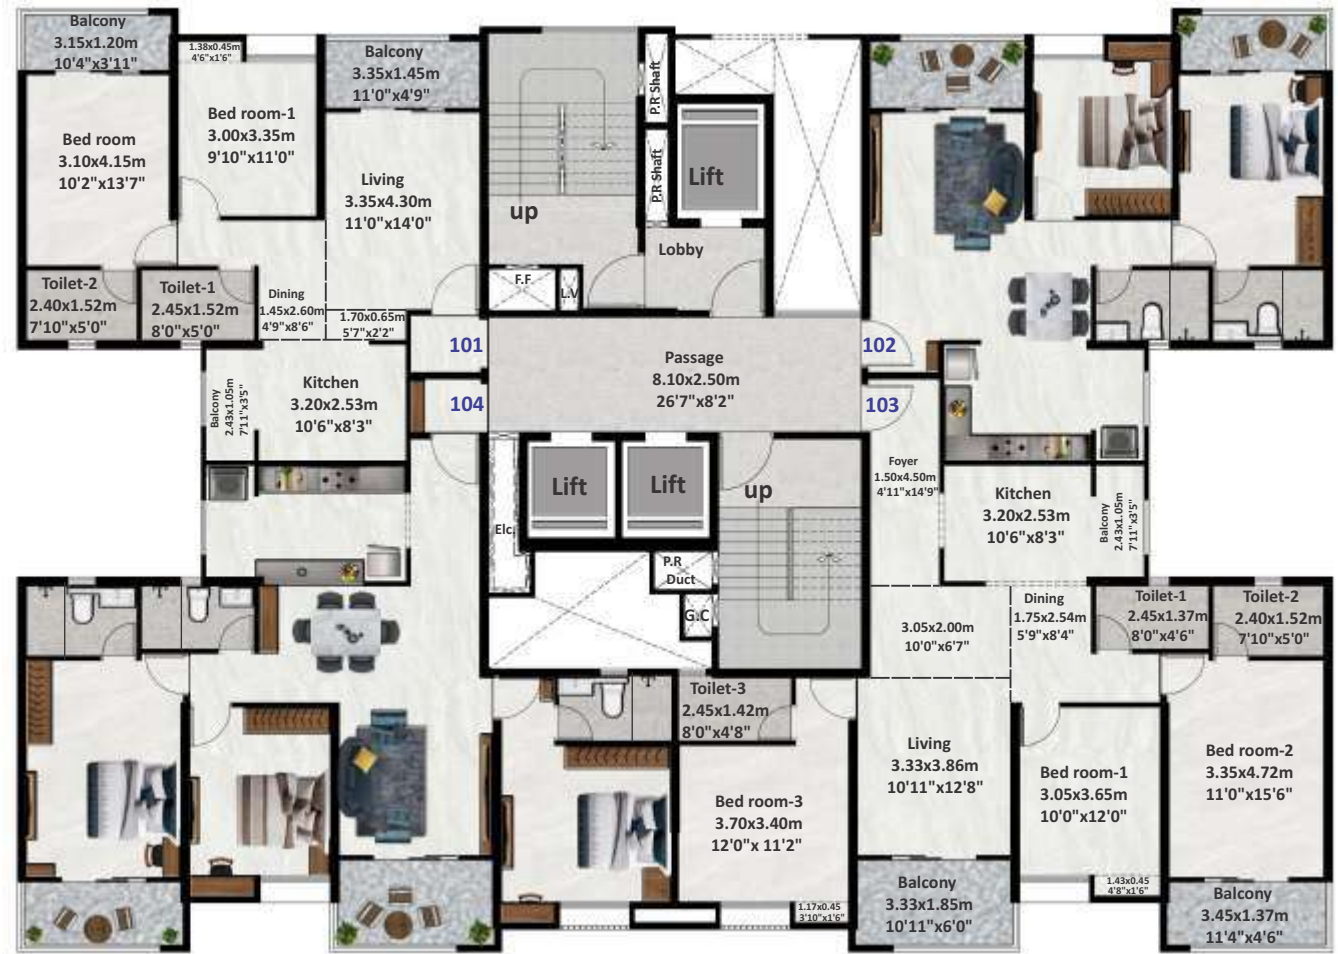 Balcony
3.15x1.20m
10'4"x3'11"
1.38x0.45m
4'6"x1'6"
Balcony
3.35x1.45m
11'0"x4'9"
Bed room
3.10x4.15m
10'2"x13'7"
Bed room-1
3.00x3.35m
9'10"x11'0"
Living
3.35x4.30m
11'0"x14'0"
up
P.R Shaft
P.R Shaft
Lift
Lobby
F.F
L.V
Toilet-2
2.40x1.52m
7'10"x5'0"
Toilet-1
2.45x1.52m
8'0"x5'0"
Dining
1.45x2.60m
4'9"x8'6"
1.70x0.65m
5'7"x2'2"
101
102
Passage
8.10x2.50m
26'7"x8'2"
104
103
Balcony
2.43x1.05m
7'11"x3'5"
Kitchen
3.20x2.53m
10'6"x8'3"
Elc.
Lift
Lift
up
Foyer
1.50x4.50m
4'11"x14'9"
Kitchen
3.20x2.53m
10'6"x8'3"
Balcony
2.43x1.05m
7'11"x3'5"
P.R
Duct
G.C
3.05x2.00m
10'0"x6'7"
Dining
1.75x2.54m
5'9"x8'4"
Toilet-1
2.45x1.37m
8'0"x4'6"
Toilet-2
2.40x1.52m
7'10"x5'0"
Toilet-3
2.45x1.42m
8'0"x4'8"
Living
3.33x3.86m
10'11"x12'8"
Bed room-1
3.05x3.65m
10'0"x12'0"
Bed room-2
3.35x4.72m
11'0"x15'6"
Bed room-3
3.70x3.40m
12'0"x 11'2"
1.17x0.45
3'10"x1'6"
Balcony
3.33x1.85m
10'11"x6'0"
1.43x0.45
4'8"x1'6"
Balcony
3.45x1.37m
11'4"x4'6"